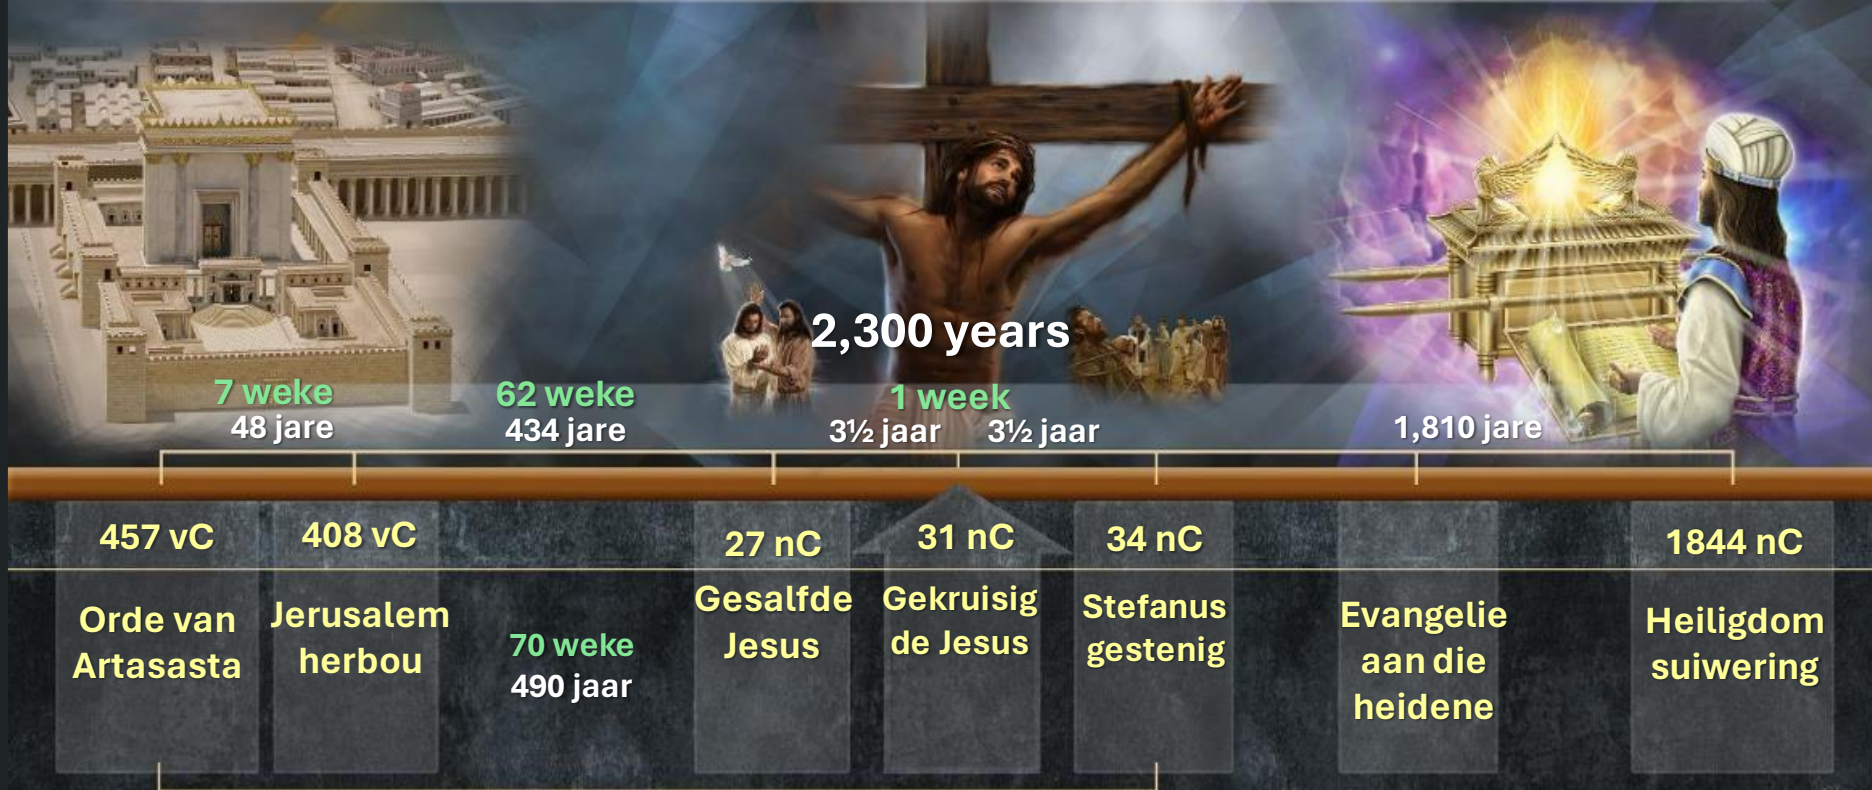 2,300 years
7 weke
48 jare
62 weke
434 jare
1 week
3½ jaar
3½ jaar
1,810 jare
457 vC
408 vC
27 nC
31 nC
34 nC
1844 nC
Orde van
Artasasta
Jerusalem
herbou
70 weke
490 jaar
Gesalfde
Jesus
Gekruisig
de Jesus
Stefanus
gestenig
Evangelie
aan die
heidene
Heiligdom
suiwering